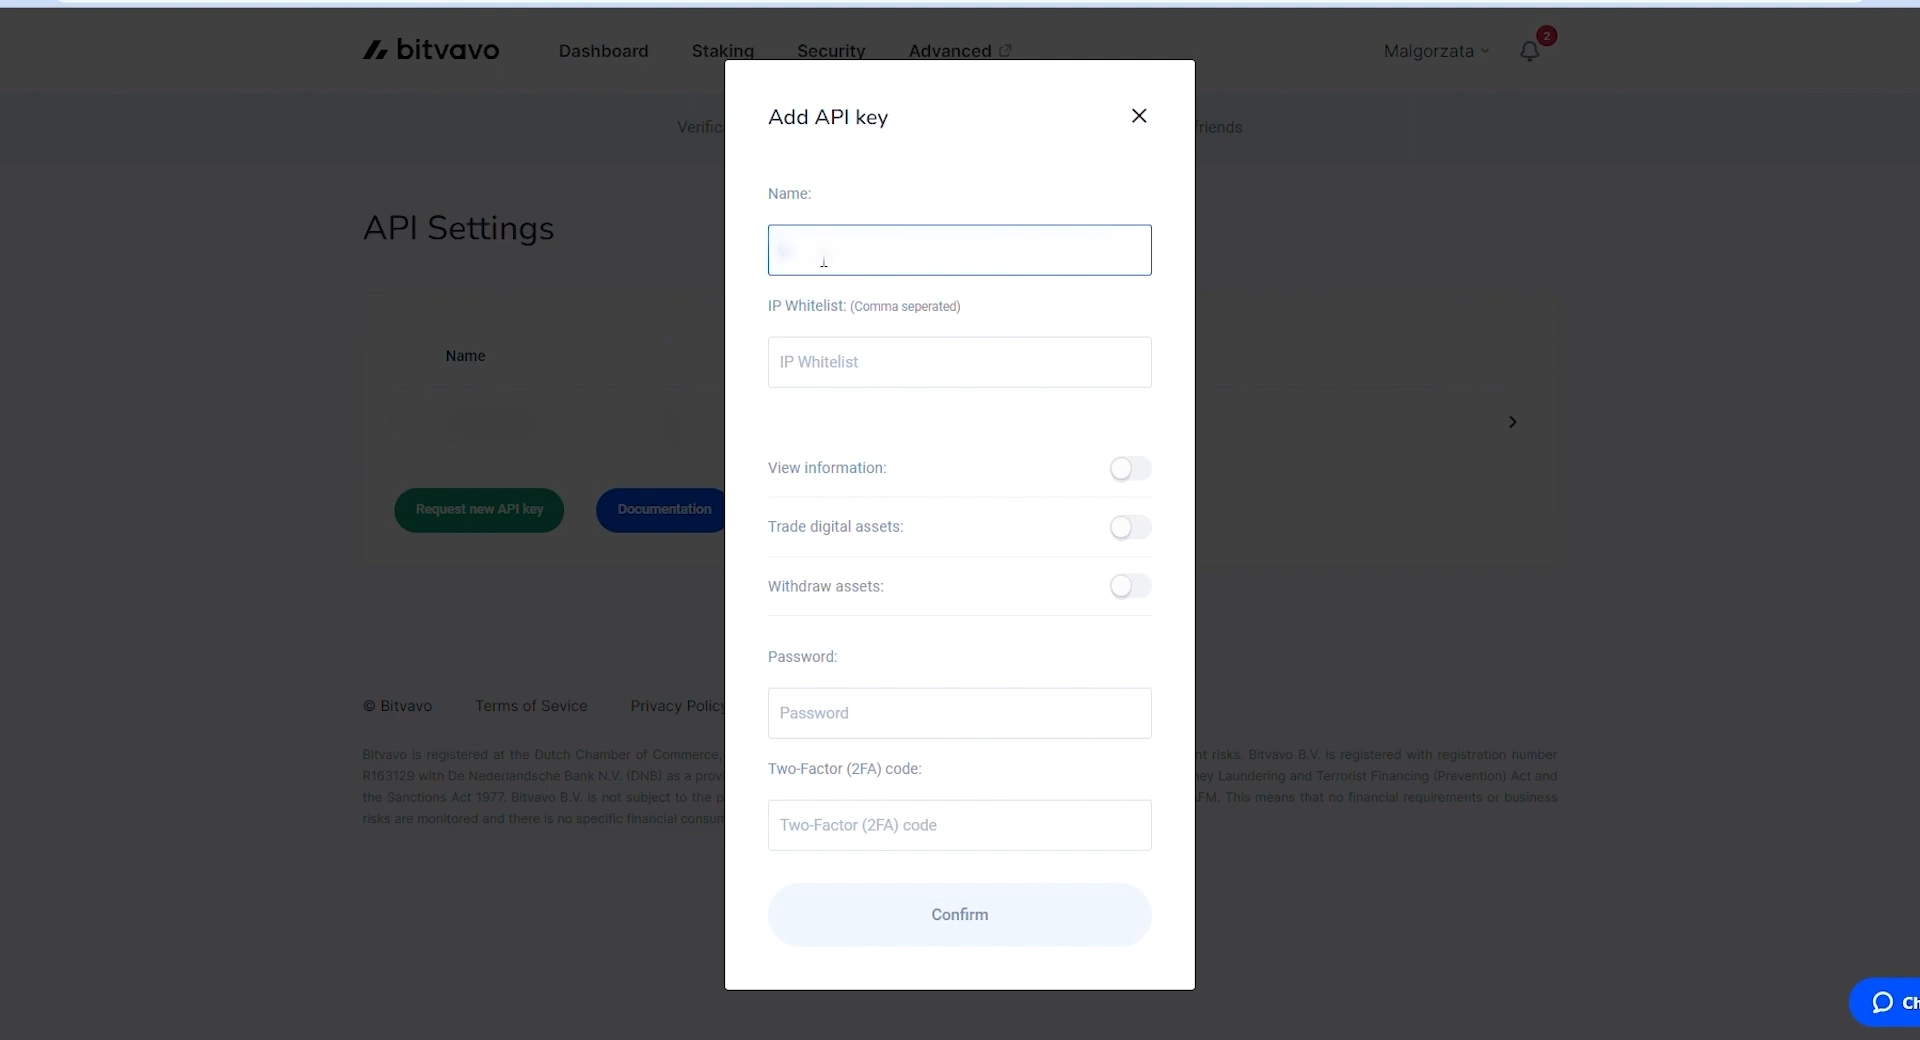 bitvavo
Dashboard
Staking
Security
Advanced
Malgorzata
2
Verifica
riends
Add API key
Name:
IP Whitelist: (Comma seperated)
IP Whitelist
View information:
Trade digital assets:
Withdraw assets:
Password:
Password
Two-Factor (2FA) code:
Two-Factor (2FA) code
Confirm
API Settings
Name
Request new API key
Documentation
© Bitvavo
Terms of Sevice
Privacy Policy
Bitvavo is registered at the Dutch Chamber of Commerce, nt risks. Bitvavo B.V. is registered with registration number
R163129 with De Nederlandsche Bank N.V. (DNB) as a provi ney Laundering and Terrorist Financing (Prevention) Act and
the Sanctions Act 1977. Bitvavo B.V. is not subject to the p FM. This means that no financial requirements or business
risks are monitored and there is no specific financial consum
Ch